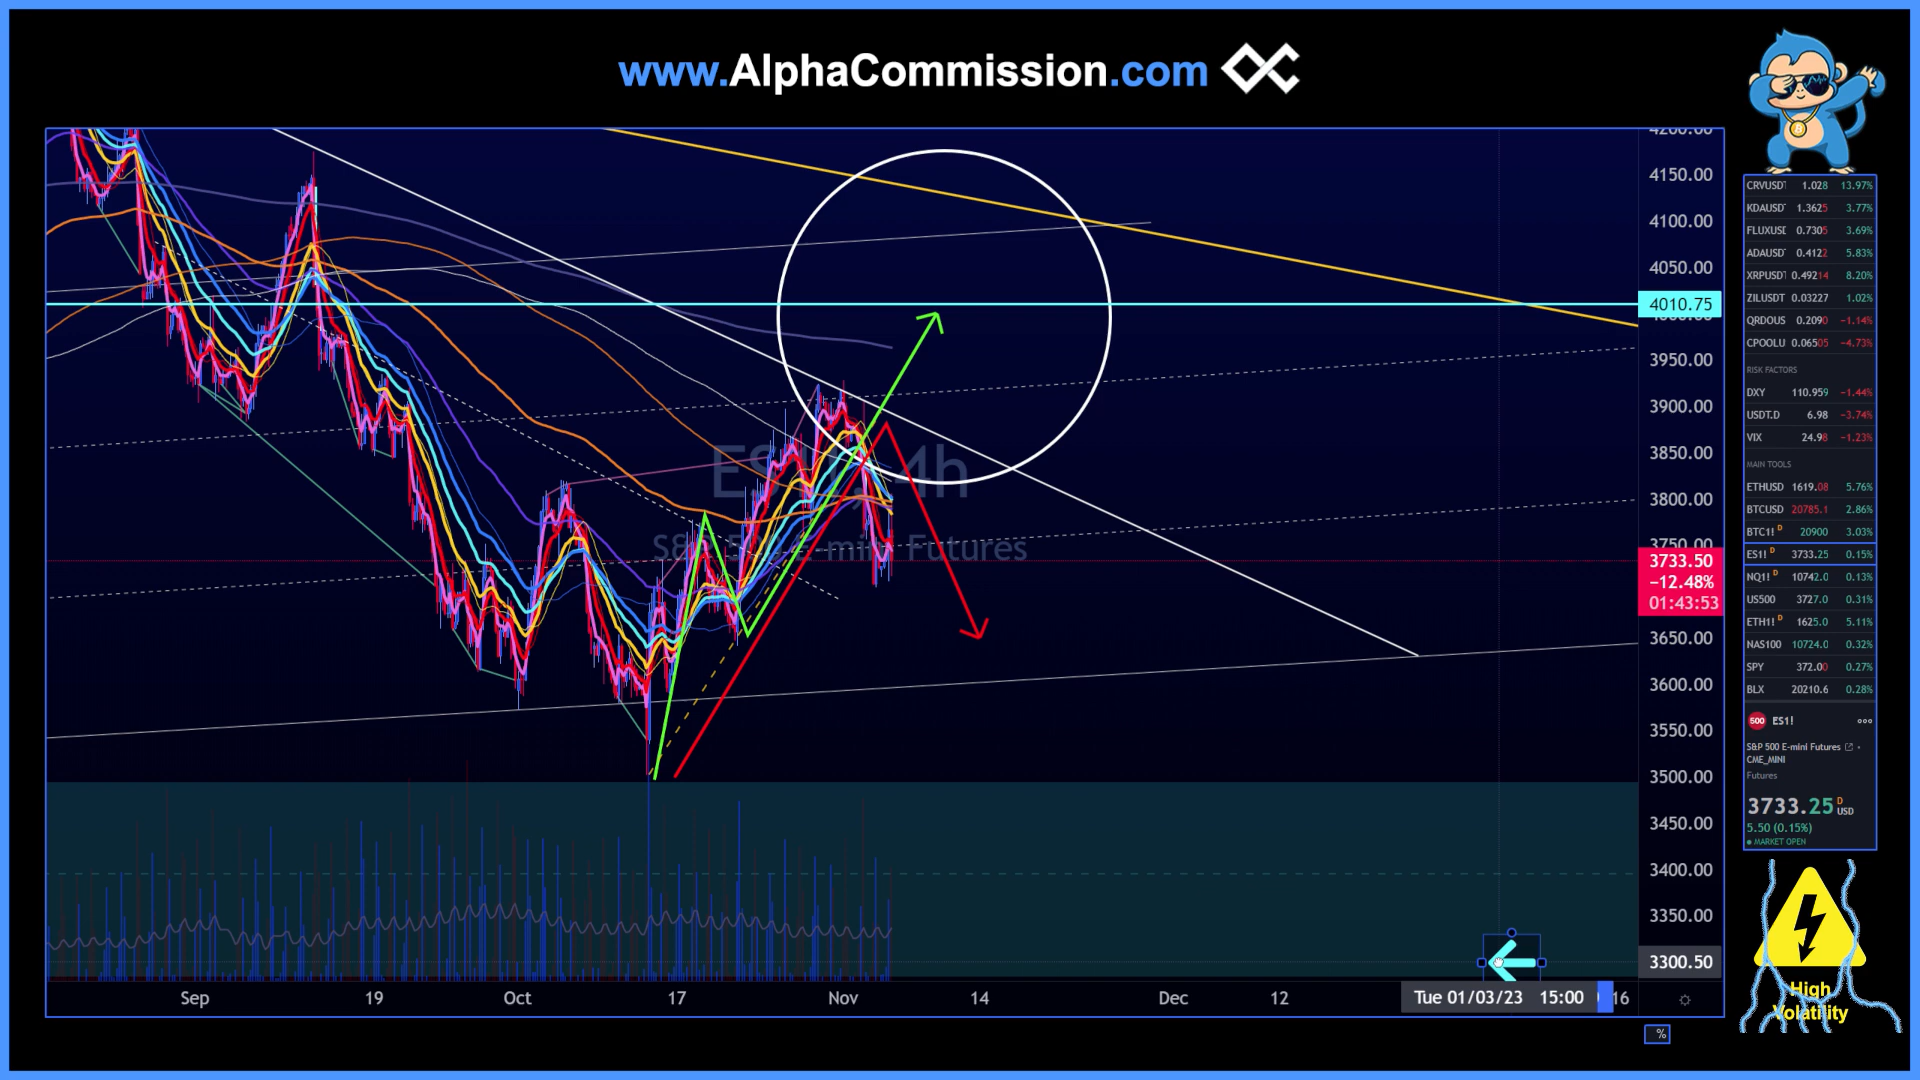 www.AlphaCommission.com
4200.00
4150.00
4100.00
4050.00
4010.75
3950.00
3900.00
3850.00
3800.00
3750.00
3733.50
−12.48%
01:43:53
3650.00
3600.00
3550.00
3500.00
3450.00
3400.00
3350.00
3300.50
S&P 500 E-mini Futures
Sep 19 Oct 17 Nov 14 Dec 12 Tue 01/03/23 15:00 16
%
CRVUSDT 1.028 13.97%
KDAUSDT 1.3625 3.77%
FLUXUSD 0.7305 3.69%
ADAUSDT 0.4122 5.83%
XRPUSDT 0.49214 8.20%
ZILUSDT 0.03227 1.02%
QRDOUS 0.2090 −1.14%
CPOOLU 0.06505 −4.73%
RISK FACTORS
DXY 110.959 −1.44%
USDT.D 6.98 −3.74%
VIX 24.98 −1.23%
MAIN TOOLS
ETHUSD 1619.08 5.76%
BTCUSD 20785.1 2.86%
BTC1! D 20900 3.03%
ES1! D 3733.25 0.15%
NQ1! D 10742.0 0.13%
US500 3727.0 0.31%
ETH1! D 1625.0 5.11%
NAS100 10724.0 0.32%
SPY 372.00 0.27%
BLX 20210.6 0.28%
500 ES1!
S&P 500 E-mini Futures
CME_MINI
Futures
3733.25 D USD
5.50 (0.15%)
MARKET OPEN
High
Volatility